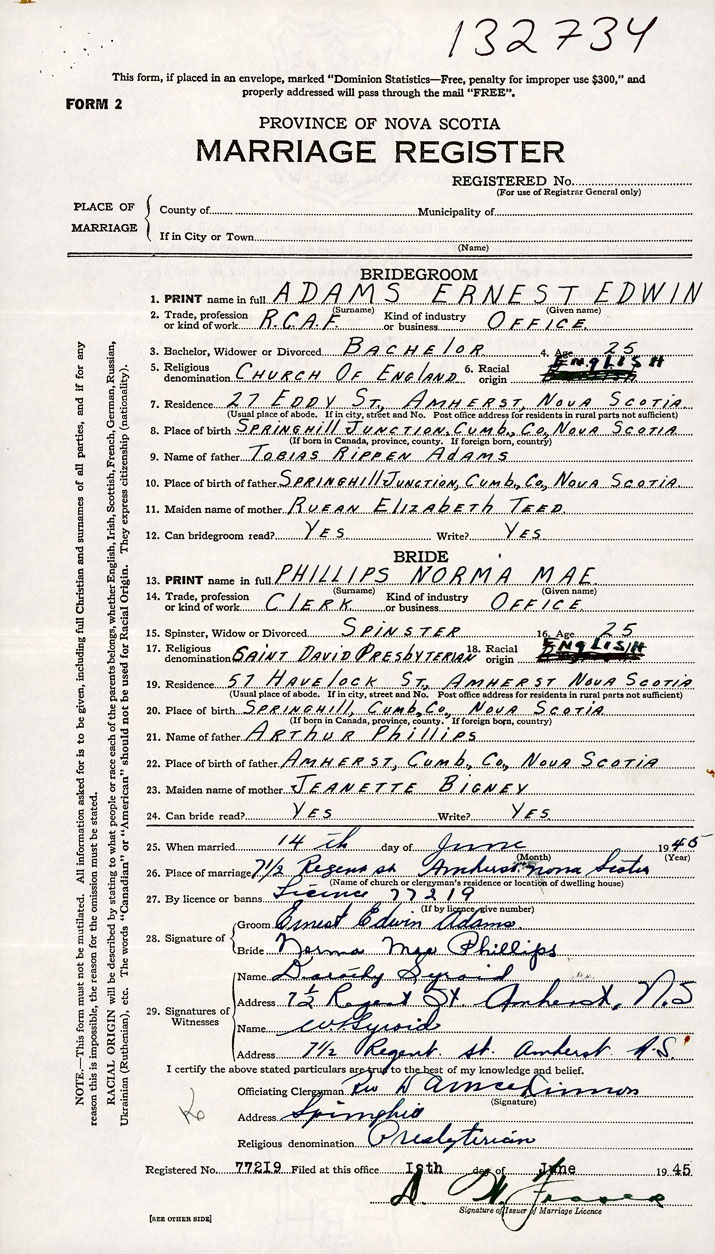 132734
This form, if placed in an envelope, marked "Dominion Statistics—Free, penalty for improper use $300," and
properly addressed will pass through the mail "FREE".
FORM 2
PROVINCE OF NOVA SCOTIA
MARRIAGE REGISTER
REGISTERED No.
(For use of Registrar General only)
PLACE OF MARRIAGE
County of Municipality of
If in City or Town
(Name)
BRIDEGROOM
1. PRINT name in full ADAMS ERNEST EDWIN
(Surname) (Given name)
2. Trade, profession or kind of work R.C.A.F. Kind of industry or business OFFICE
3. Bachelor, Widower or Divorced BACHELOR 4. Age 25
5. Religious denomination CHURCH OF ENGLAND 6. Racial origin ENGLISH
7. Residence 27 EDDY ST, AMHERST, NOVA SCOTIA
(Usual place of abode. If in city, street and No. Post office address for residents in rural parts not sufficient)
8. Place of birth SPRINGHILL JUNCTION, CUMB, CO, NOVA SCOTIA
(If born in Canada, province, county. If foreign born, country)
9. Name of father TOBIAS RIPPEN ADAMS
10. Place of birth of father SPRINGHILL JUNCTION, CUMB, CO, NOVA SCOTIA
11. Maiden name of mother RUEAN ELIZABETH TEED
12. Can bridegroom read? YES Write? YES
BRIDE
13. PRINT name in full PHILLIPS NORMA MAE
(Surname) (Given name)
14. Trade, profession or kind of work CLERK Kind of industry or business OFFICE
15. Spinster, Widow or Divorced SPINSTER 16. Age 25
17. Religious denomination SAINT DAVID PRESBYTERIAN 18. Racial origin ENGLISH
19. Residence 57 HAVELOCK ST, AMHERST NOVA SCOTIA
(Usual place of abode. If in city, street and No. Post office address for residents in rural parts not sufficient)
20. Place of birth SPRINGHILL, CUMB, CO, NOVA SCOTIA
(If born in Canada, province, county. If foreign born, country)
21. Name of father ARTHUR PHILLIPS
22. Place of birth of father AMHERST, CUMB, CO, NOVA SCOTIA
23. Maiden name of mother JEANETTE BIGNEY
24. Can bride read? YES Write? YES
25. When married 14 th day of June 1945
(Month) (Year)
26. Place of marriage 7 1/2 Regent st Amherst nova Scotia
(Name of church or clergyman's residence or location of dwelling house)
27. By licence or banns Licence 77219
(If by licence, give number)
28. Signature of
Groom Ernest Edwin Adams
Bride Norma Mae Phillips
29. Signatures of Witnesses
Name Dorothy Syroid
Address 7 1/2 Regent St. Amherst, N.S
Name W Syroid
Address 7 1/2 Regent. st. Amherst N.S.
I certify the above stated particulars are true to the best of my knowledge and belief.
Officiating Clergyman Rev D
(Signature)
Address Springhill
Religious denomination Presbyterian
Registered No. 77219 Filed at this office 18th day of June 1945
Signature of Issuer of Marriage Licence
[SEE OTHER SIDE]
NOTE.—This form must not be mutilated. All information asked for is to be given, including full Christian and surnames of all parties, and if for any
reason this is impossible, the reason for the omission must be stated.
RACIAL ORIGIN will be described by stating to what people or race each of the parents belongs, whether English, Irish, Scottish, French, German, Russian,
Ukrainian (Ruthenian), etc. The words "Canadian" or "American" should not be used for Racial Origin. They express citizenship (nationality).